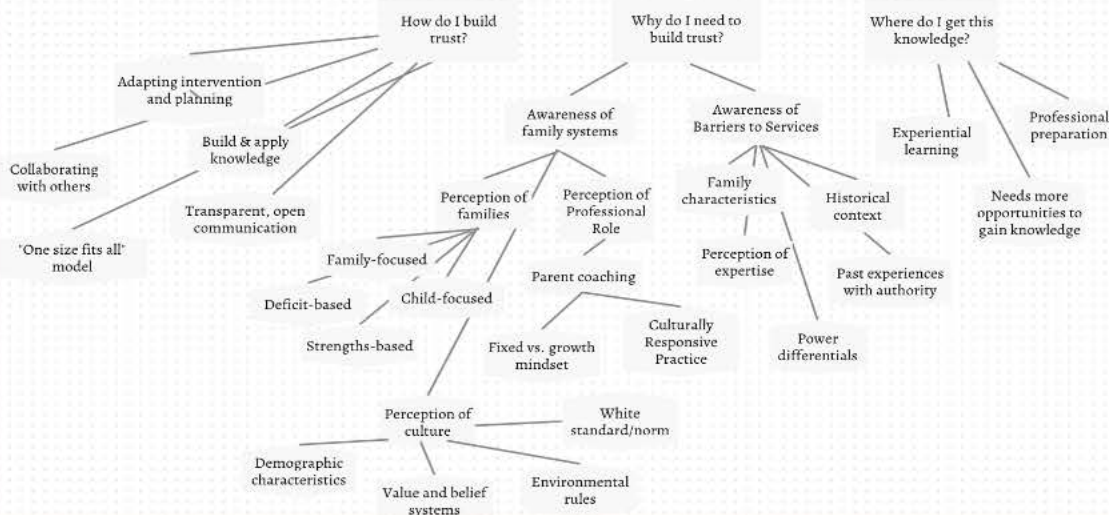 How do I build
trust?
Why do I need to
build trust?
Where do I get this
knowledge?
Adapting intervention
and planning
Awareness of
family systems
Awareness of
Barriers to Services
Professional
preparation
Build & apply
knowledge
Experiential
learning
Collaborating
with others
Transparent, open
communication
Perception of
families
Perception of
Professional
Role
Family
characteristics
Historical
context
Needs more
opportunities to
gain knowledge
"One size fits all"
model
Family-focused
Deficit-based
Child-focused
Strengths-based
Parent coaching
Perception of
expertise
Past experiences
with authority
Fixed vs. growth
mindset
Culturally
Responsive
Practice
Power
differentials
Perception of
culture
White
standard/norm
Demographic
characteristics
Value and belief
systems
Environmental
rules